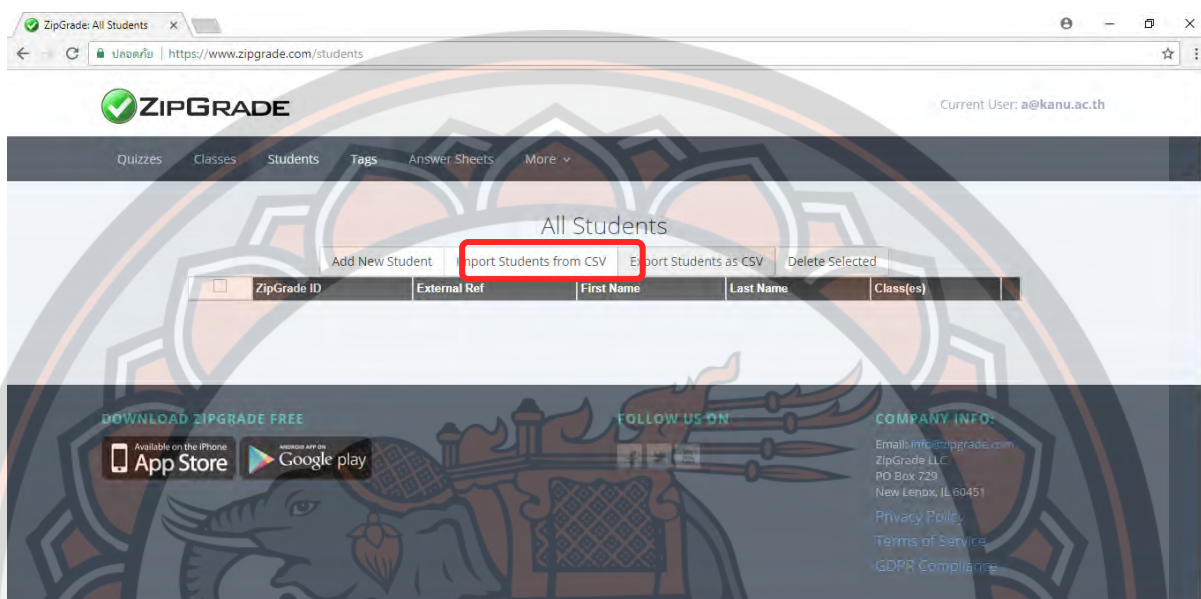 ZipGrade: All Students
ปลอดภัย | https://www.zipgrade.com/students
ZIPGRADE
Current User: a@kanu.ac.th
Quizzes Classes Students Tags Answer Sheets More
All Students
Add New Student Import Students from CSV Export Students as CSV Delete Selected
ZipGrade ID External Ref First Name Last Name Class(es)
DOWNLOAD ZIPGRADE FREE
FOLLOW US ON
COMPANY INFO:
Available on the iPhone
App Store
ANDROID APP ON
Google play
Email: info@zipgrade.com
ZipGrade LLC
PO Box 729
New Lenox, IL 60451
Privacy Policy
Terms of Service
GDPR Compliance